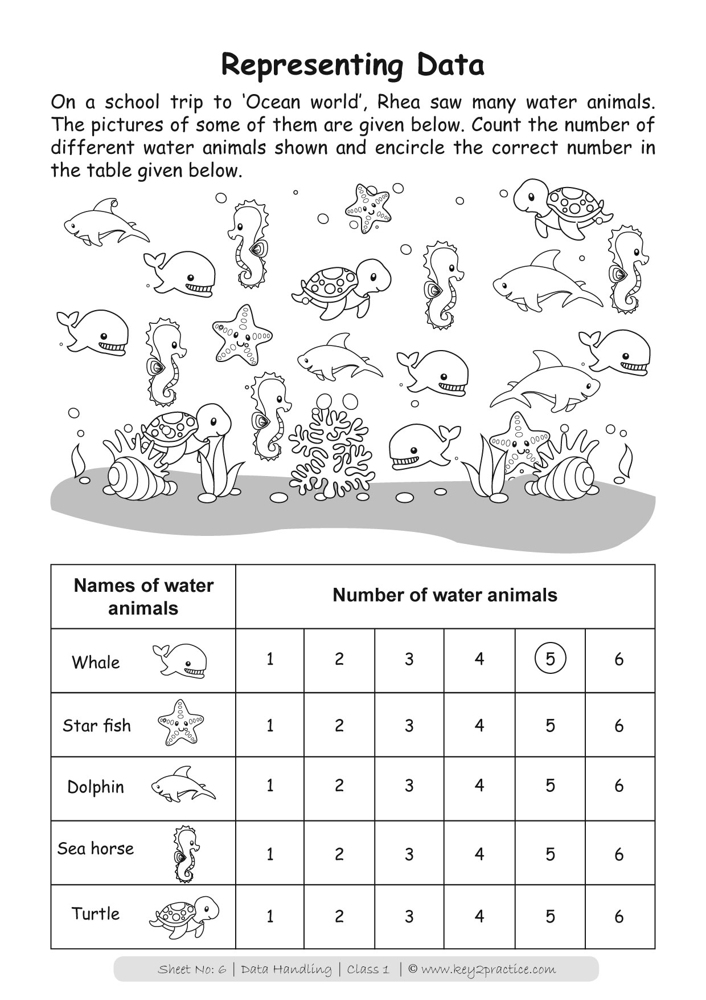 Representing Data
On a school trip to ‘Ocean world’, Rhea saw many water animals.
The pictures of some of them are given below. Count the number of
different water animals shown and encircle the correct number in
the table given below.
Names of water
animals
Number of water animals
Whale 1 2 3 4 5 6
Star fish 1 2 3 4 5 6
Dolphin 1 2 3 4 5 6
Sea horse 1 2 3 4 5 6
Turtle 1 2 3 4 5 6
Sheet No: 6 | Data Handling | Class 1 | © www.key2practice.com